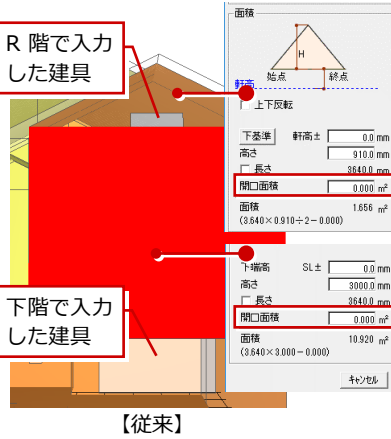 面積
R 階で入力
した建具
H
始点 終点
軒高
上下反転
下基準 軒高± 0.0 mm
高さ 910.0 mm
長さ 3640.0 mm
開口面積 0.000 m²
面積 1.656 m²
(3.640×0.910÷2－0.000)
下端高 SL± 0.0 mm
高さ 3000.0 mm
長さ 3640.0 mm
開口面積 0.000 m²
面積 10.920 m²
(3.640×3.000－0.000)
下階で入力
した建具
キャンセル
【従来】